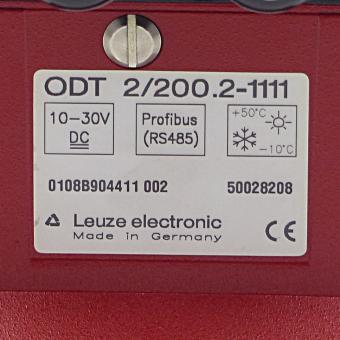 ODT 2/200.2-1111
10-30V
DC
Profibus
(RS485)
+50°C
-10°C
0108B904411 002 50028208
Leuze electronic
Made in Germany CE